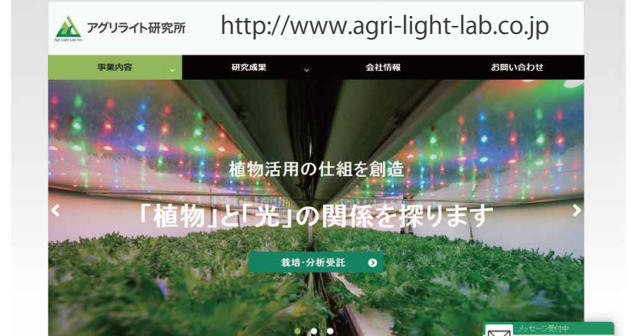 アグリライト研究所
http://www.agri-light-lab.co.jp
事業内容
研究成果
会社情報
お問い合わせ
植物活用の仕組を創造
「植物」と「光」の関係を探ります
栽培・分析受託
メッセージ受付中